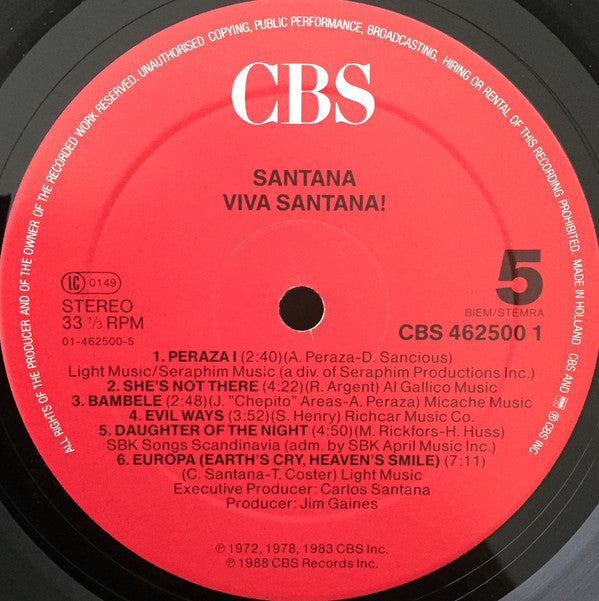 ALL RIGHTS OF THE PRODUCER AND OF THE OWNER OF THE RECORDED WORK RESERVED. UNAUTHORISED COPYING, PUBLIC PERFORMANCE, BROADCASTING, HIRING OR RENTAL OF THIS RECORDING PROHIBITED. MADE IN HOLLAND. CBS AND ℗ CBS INC.
CBS
SANTANA
VIVA SANTANA!
LC 0149
STEREO
33 1/3 RPM
01-462500-5
5
BIEM/STEMRA
CBS 462500 1
1. PERAZA I (2:40)(A. Peraza-D. Sancious)
Light Music/Seraphim Music (a div. of Seraphim Productions Inc.)
2. SHE'S NOT THERE (4:22)(R. Argent) Al Gallico Music
3. BAMBELE (2:48)(J. "Chepito" Areas-A. Peraza) Micache Music
4. EVIL WAYS (3:52)(S. Henry) Richcar Music Co.
5. DAUGHTER OF THE NIGHT (4:50)(M. Rickfors-H. Huss)
SBK Songs Scandinavia (adm. by SBK April Music Inc.)
6. EUROPA (EARTH'S CRY, HEAVEN'S SMILE) (7:11)
(C. Santana-T. Coster) Light Music
Executive Producer: Carlos Santana
Producer: Jim Gaines
℗ 1972, 1978, 1983 CBS Inc.
℗ 1988 CBS Records Inc.